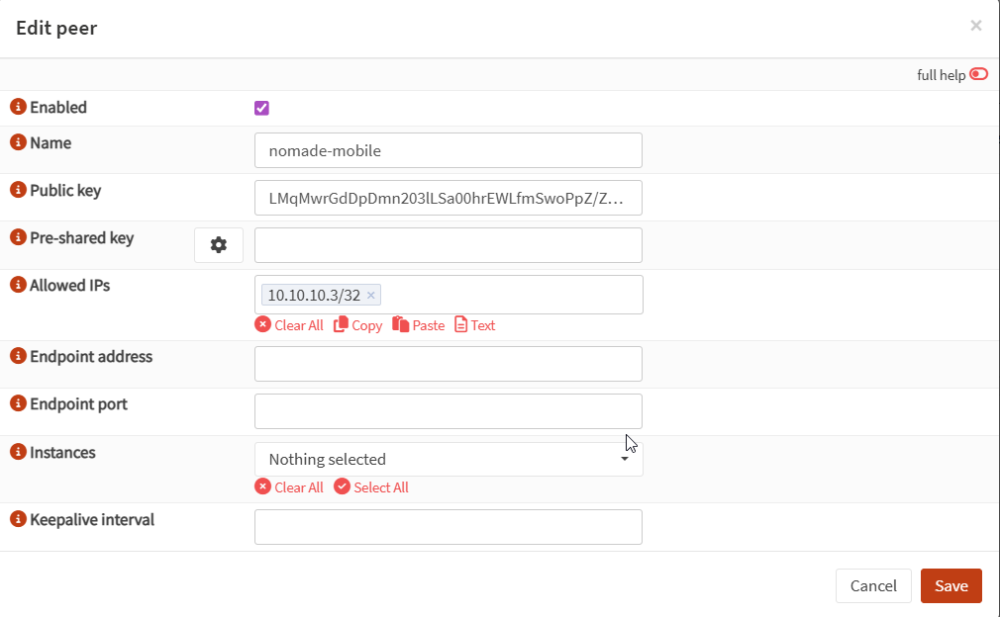 Edit peer ×
full help
Enabled
Name nomade-mobile
Public key LMqMwrGdDpDmn203lLSa00hrEWLfmSwoPpZ/Z...
Pre-shared key
Allowed IPs 10.10.10.3/32 ×
Clear All Copy Paste Text
Endpoint address
Endpoint port
Instances Nothing selected
Clear All Select All
Keepalive interval
Cancel Save